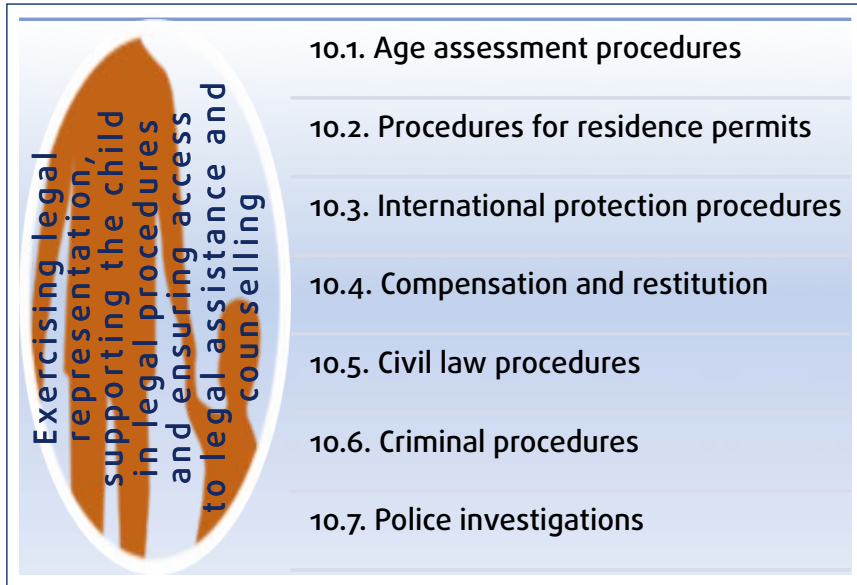 Exercising legal
representation,
supporting the child
in legal procedures
and ensuring access
to legal assistance and
counselling
10.1. Age assessment procedures
10.2. Procedures for residence permits
10.3. International protection procedures
10.4. Compensation and restitution
10.5. Civil law procedures
10.6. Criminal procedures
10.7. Police investigations